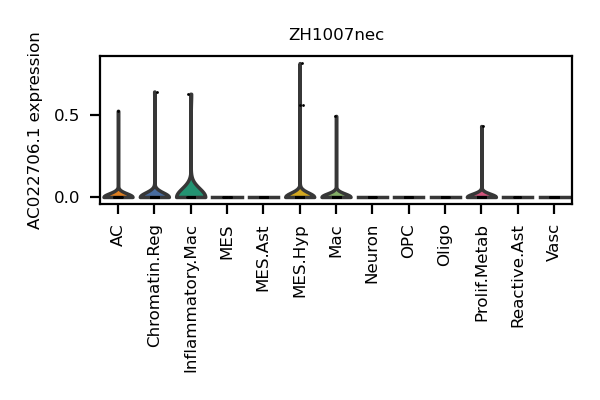 ZH1007nec
AC022706.1 expression
0.5
0.0
AC
Chromatin.Reg
Inflammatory.Mac
MES
MES.Ast
MES.Hyp
Mac
Neuron
OPC
Oligo
Prolif.Metab
Reactive.Ast
Vasc